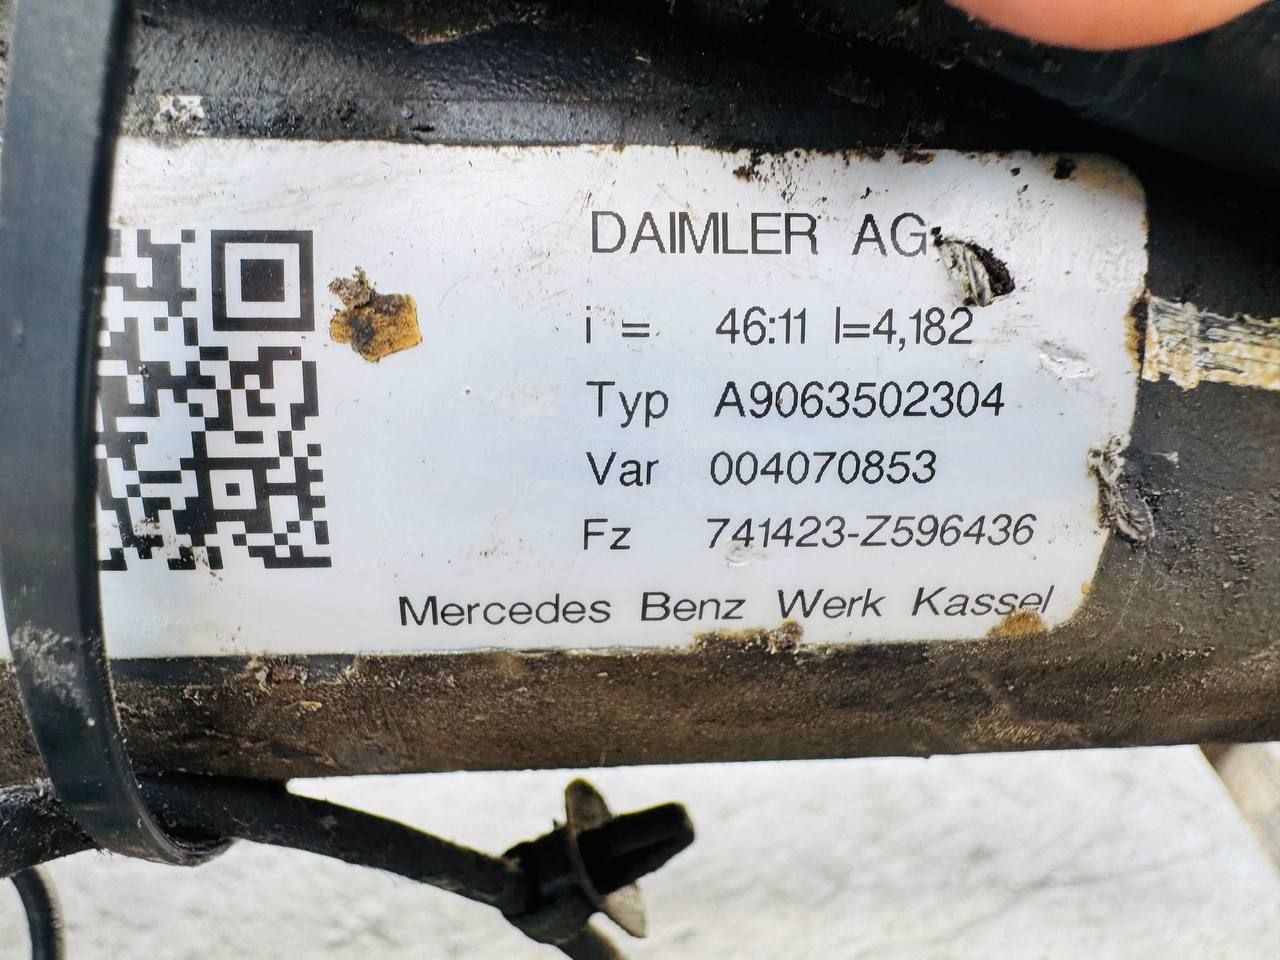 DAIMLER AG
i = 46:11 I=4,182
Typ A9063502304
Var 004070853
Fz 741423-Z596436
Mercedes Benz Werk Kassel